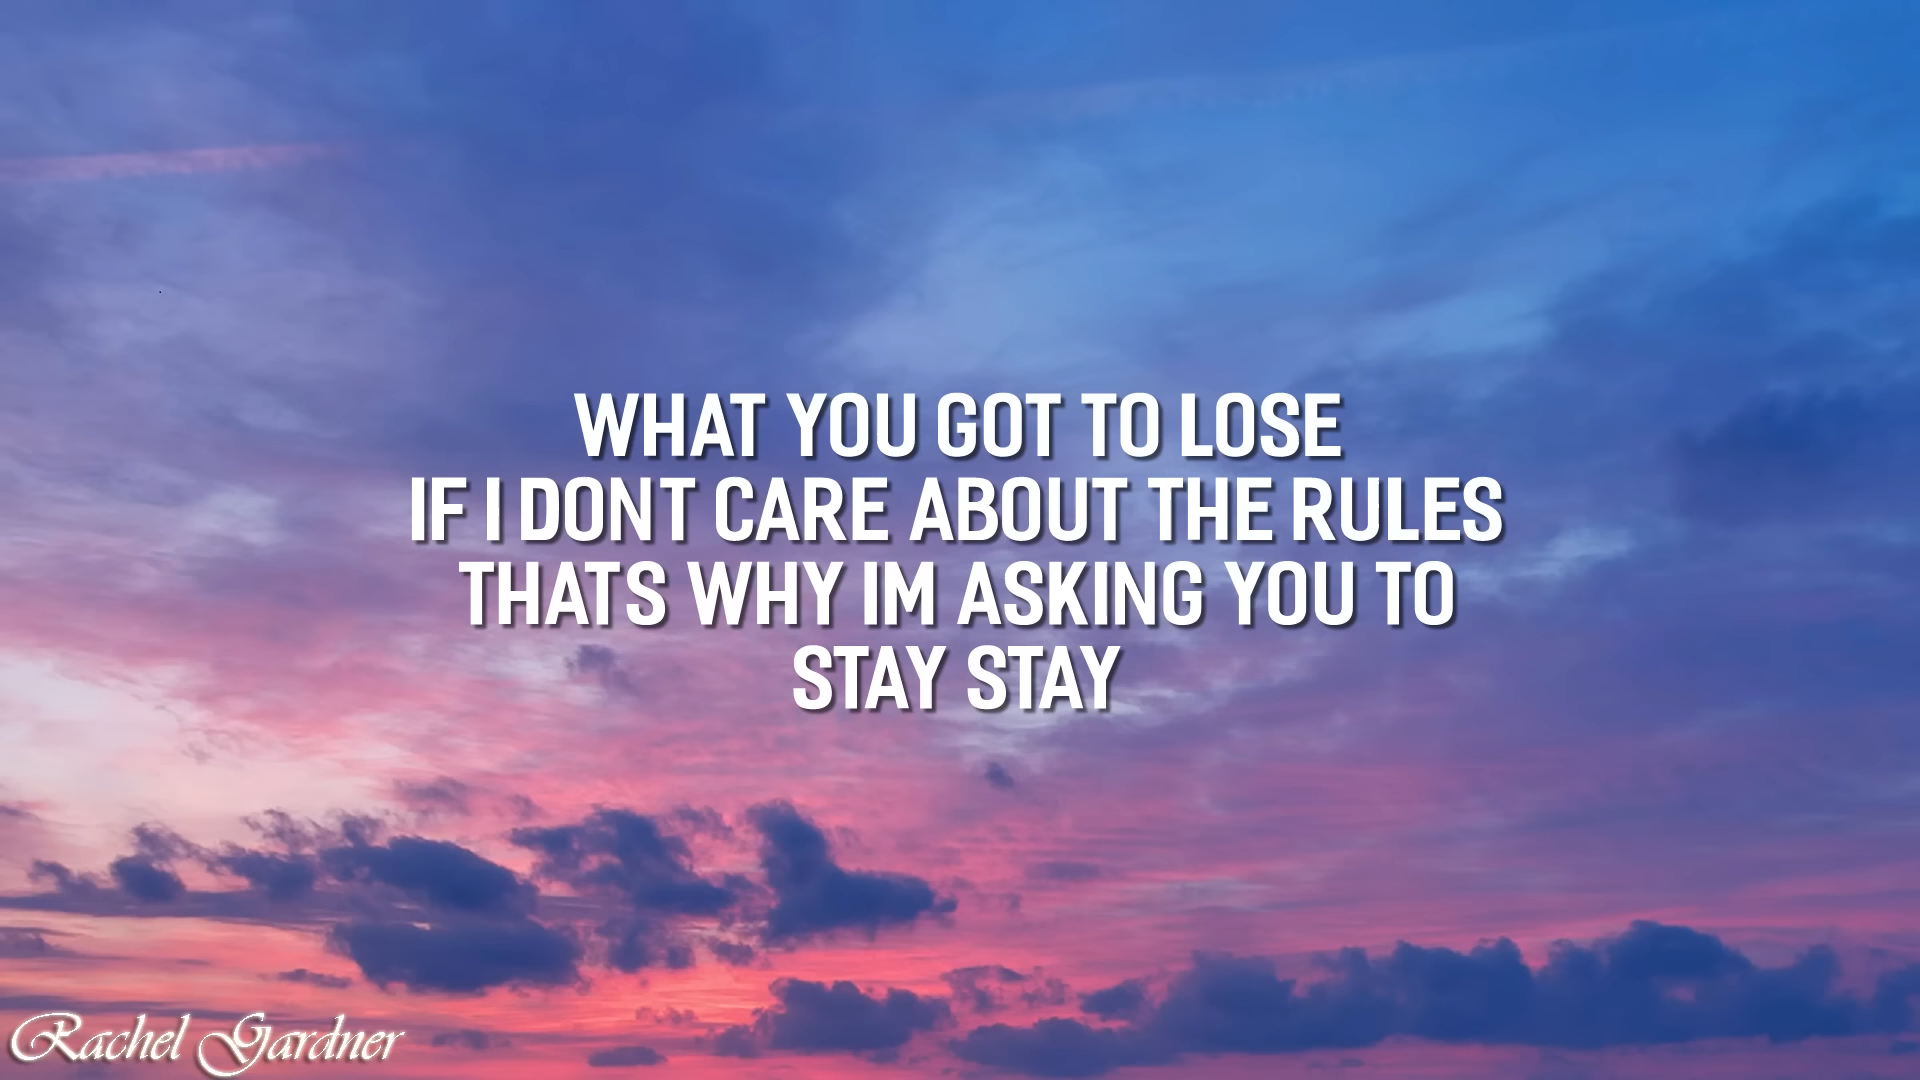 WHAT YOU GOT TO LOSE
IF I DONT CARE ABOUT THE RULES
THATS WHY IM ASKING YOU TO
STAY STAY
Rachel Gardner